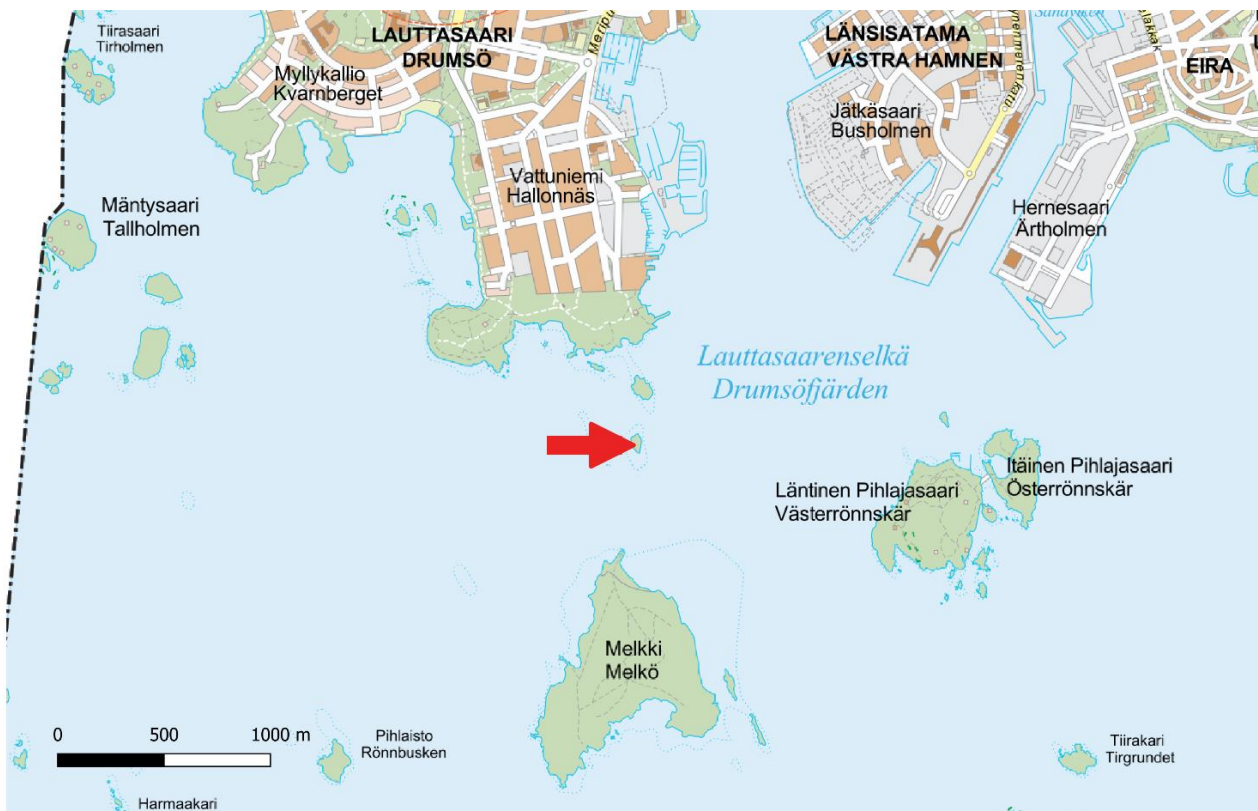 Tiirasaari
Tirholmen
LAUTTASAARI
DRUMSÖ
Myllykallio
Kvarnberget
LÄNSISATAMA
VÄSTRA HAMNEN
EIRA
Jätkäsaari
Busholmen
Vattuniemi
Hallonnäs
Mäntysaari
Tallholmen
Hernesaari
Ärtholmen
Lauttasaarenselkä
Drumsöfjärden
Itäinen Pihlajasaari
Österrönnskär
Läntinen Pihlajasaari
Västerrönnskär
Melkki
Melkö
0 500 1000 m
Pihlaisto
Rönnbusken
Tiirakari
Tirgrundet
Harmaakari